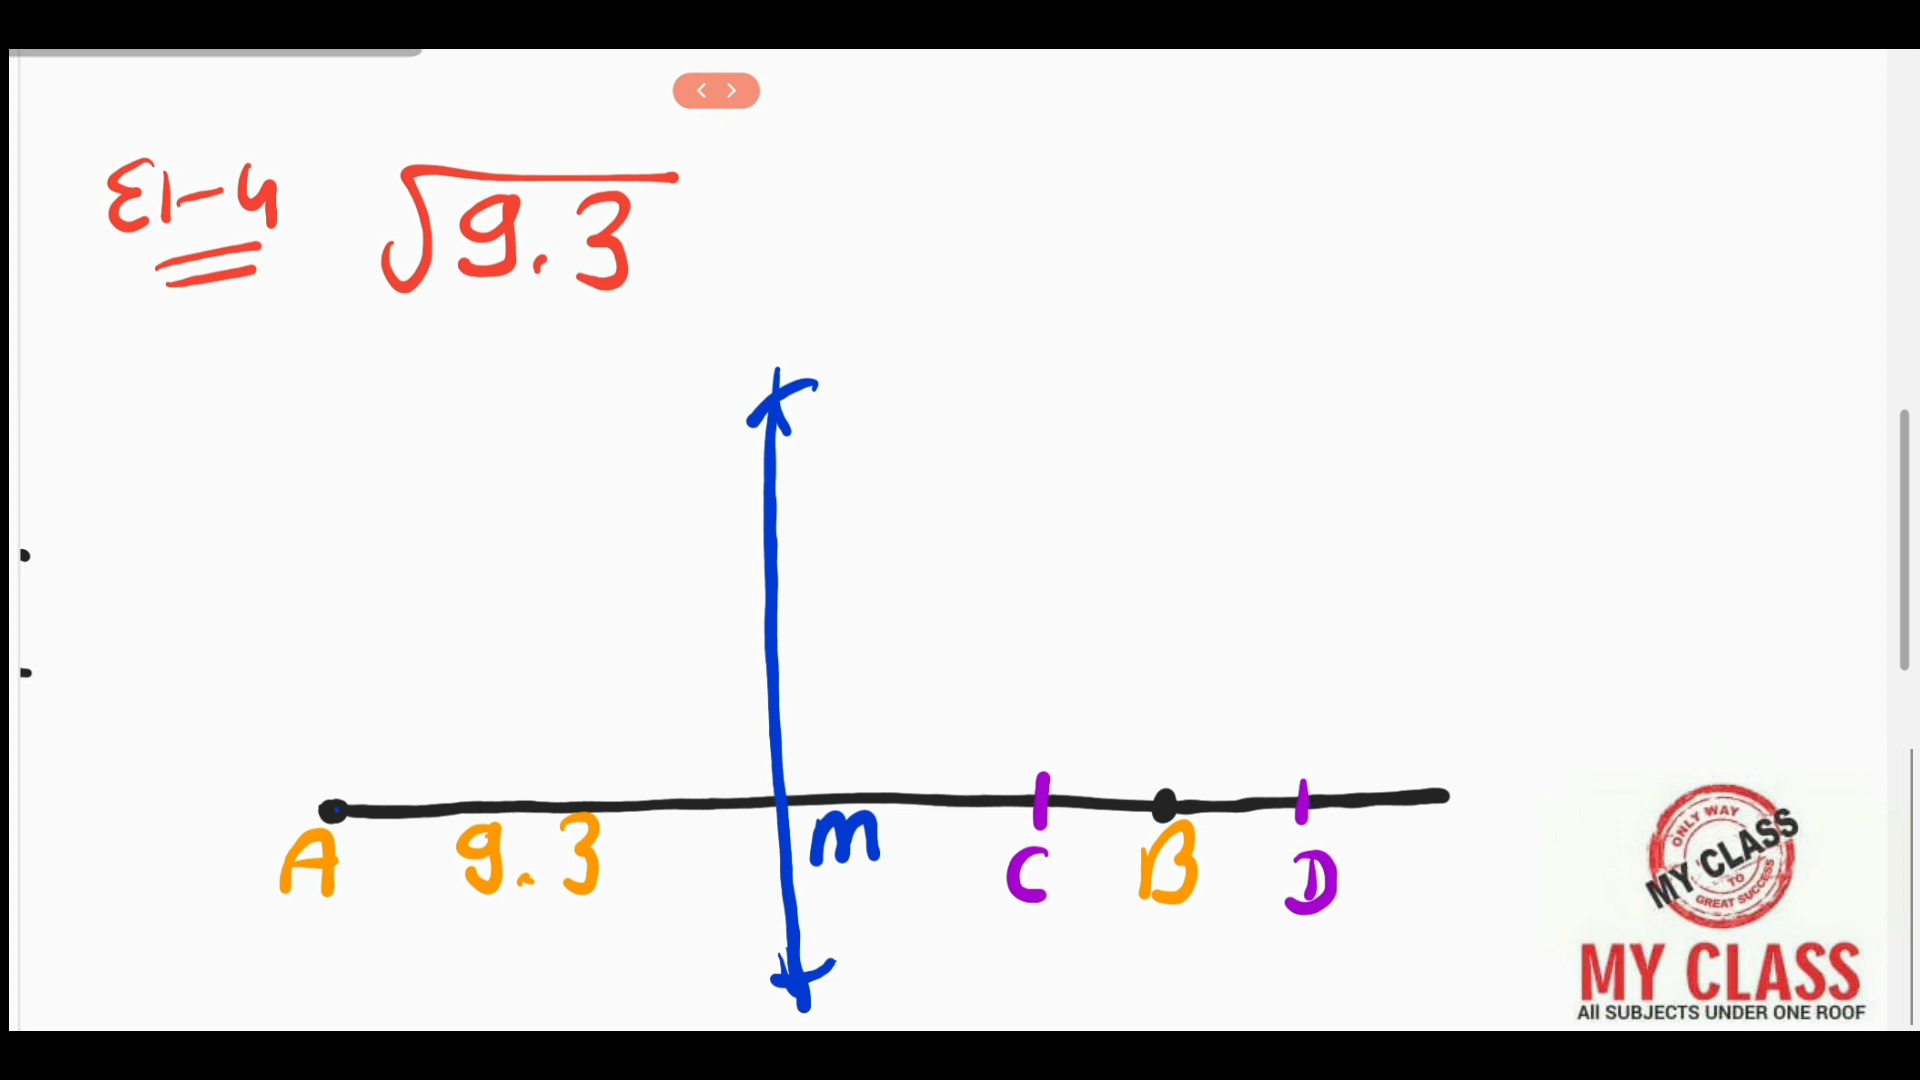 E1-4 √9.3
A 9.3 m C B D
ONLY WAY
MY CLASS
TO
GREAT SUCCESS
MY CLASS
All SUBJECTS UNDER ONE ROOF